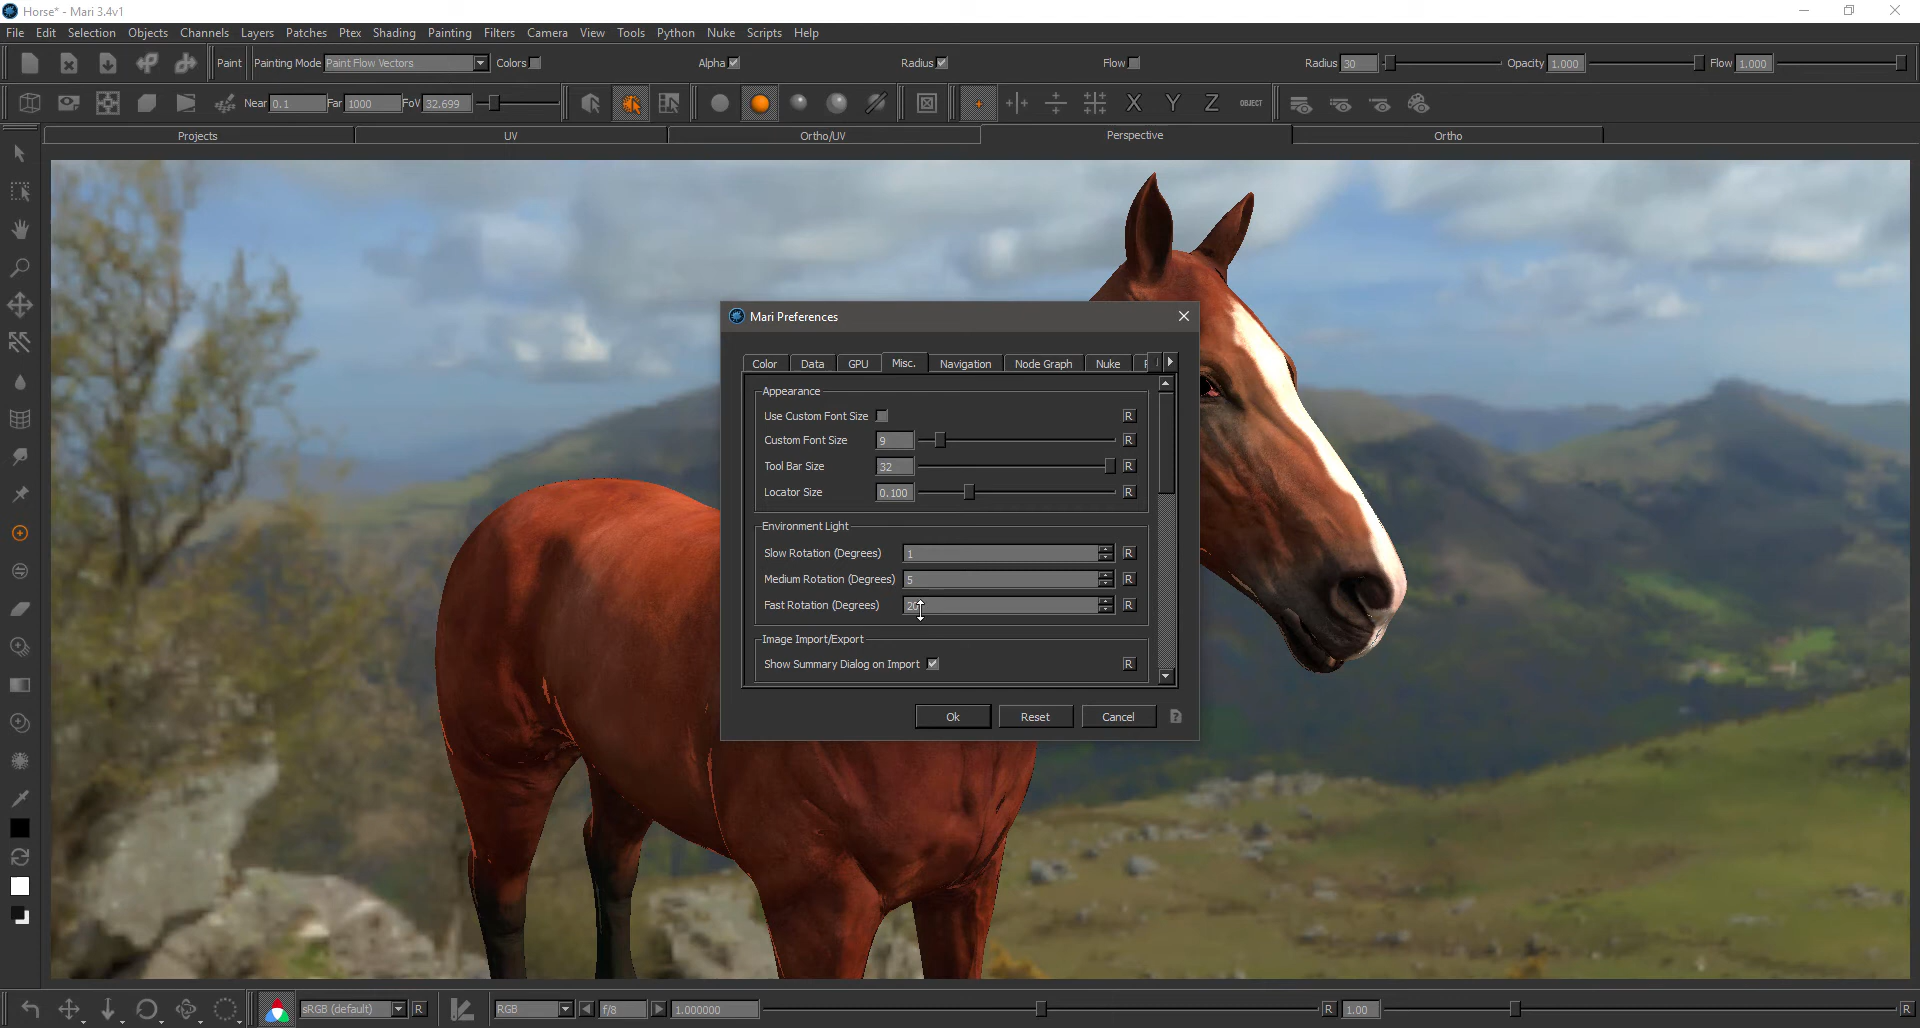 Horse* - Mari 3.4v1
File Edit Selection Objects Channels Layers Patches Ptex Shading Painting Filters Camera View Tools Python Nuke Scripts Help
Paint Painting Mode Paint Flow Vectors Colors Alpha Radius Flow Radius 30 Opacity 1.000 Flow 1.000
Near 0.1 Far 1000 FoV 32.699 X Y Z OBJECT
Projects UV Ortho/UV Perspective Ortho
Mari Preferences
Color Data GPU Misc. Navigation Node Graph Nuke
Appearance
Use Custom Font Size R
Custom Font Size 9 R
Tool Bar Size 32 R
Locator Size 0.100 R
Environment Light
Slow Rotation (Degrees) 1 R
Medium Rotation (Degrees) 5 R
Fast Rotation (Degrees) 20 R
Image Import/Export
Show Summary Dialog on Import R
Ok Reset Cancel
sRGB (default) R RGB f/8 1.000000 R 1.00 R